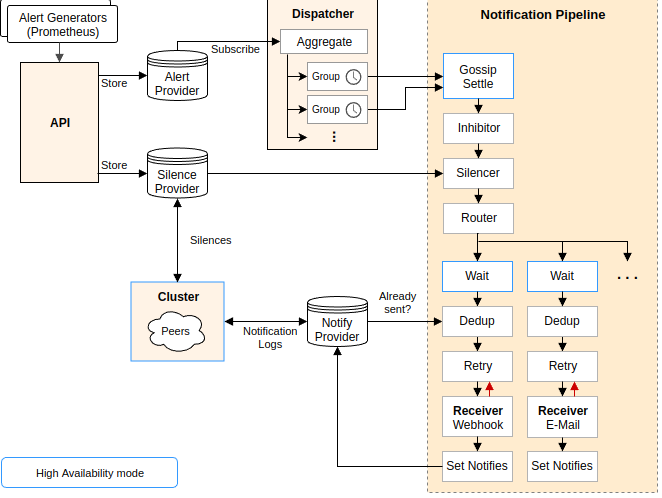 Alert Generators
(Prometheus)
API
Store
Store
Alert
Provider
Subscribe
Dispatcher
Aggregate
Group
Group
Silence
Provider
Silences
Cluster
Peers
Notification
Logs
Notify
Provider
Already
sent?
Notification Pipeline
Gossip
Settle
Inhibitor
Silencer
Router
Wait
Wait
...
Dedup
Dedup
Retry
Retry
Receiver
Webhook
Receiver
E-Mail
Set Notifies
Set Notifies
High Availability mode